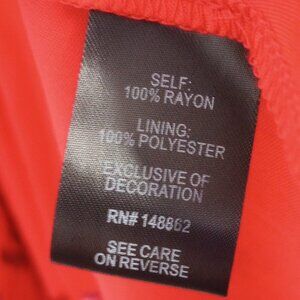 SELF:
100% RAYON
LINING:
100% POLYESTER
EXCLUSIVE OF
DECORATION
RN# 148862
SEE CARE
ON REVERSE